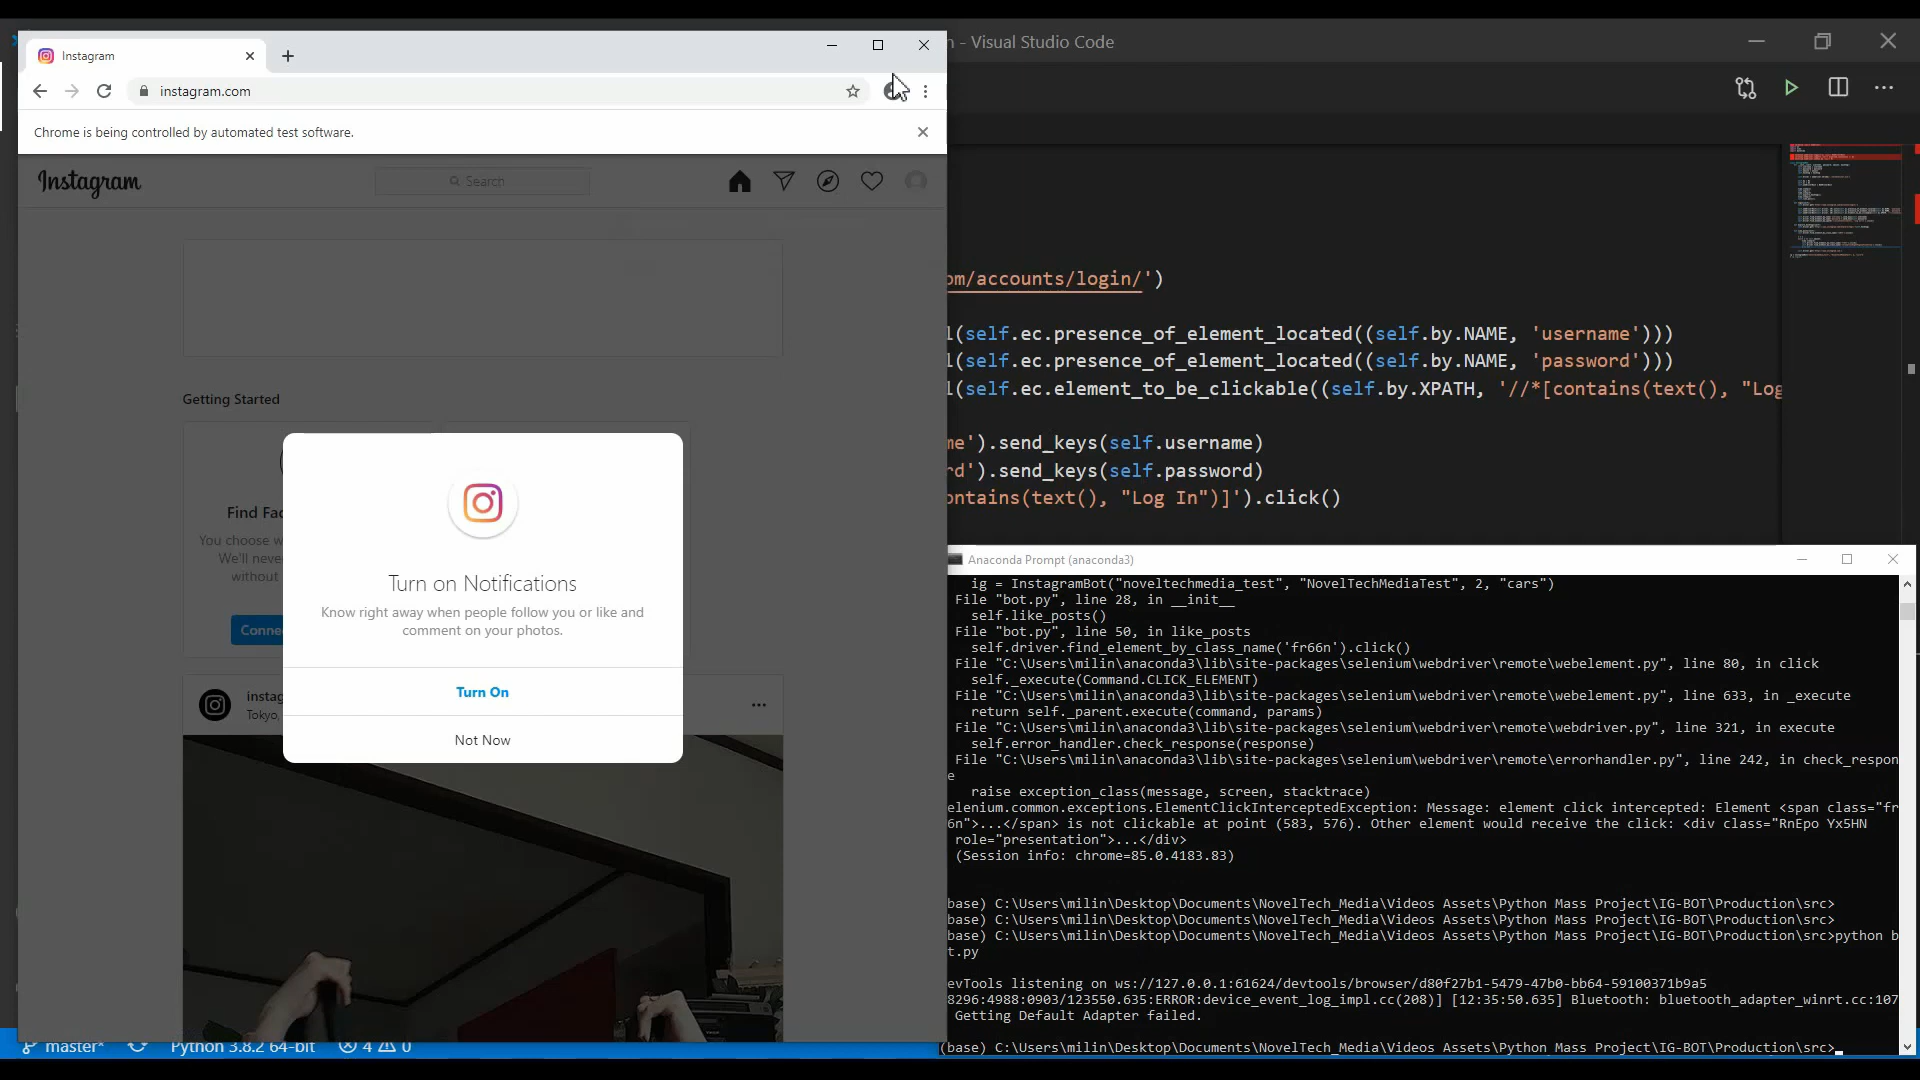 Instagram
n - Visual Studio Code
instagram.com
Chrome is being controlled by automated test software.
Instagram
Search
Getting Started
Find Fac
You choose w
We'll neve
without
Conne
instag
Tokyo,
Turn on Notifications
Know right away when people follow you or like and
comment on your photos.
Turn On
Not Now
om/accounts/login/')
l(self.ec.presence_of_element_located((self.by.NAME, 'username')))
l(self.ec.presence_of_element_located((self.by.NAME, 'password')))
l(self.ec.element_to_be_clickable((self.by.XPATH, '//*[contains(text(), "Log
me').send_keys(self.username)
rd').send_keys(self.password)
ontains(text(), "Log In")]').click()
Anaconda Prompt (anaconda3)
ig = InstagramBot("noveltechmedia_test", "NovelTechMediaTest", 2, "cars")
File "bot.py", line 28, in __init__
self.like_posts()
File "bot.py", line 50, in like_posts
self.driver.find_element_by_class_name('fr66n').click()
File "C:\Users\milin\anaconda3\lib\site-packages\selenium\webdriver\remote\webelement.py", line 80, in click
self._execute(Command.CLICK_ELEMENT)
File "C:\Users\milin\anaconda3\lib\site-packages\selenium\webdriver\remote\webelement.py", line 633, in _execute
return self._parent.execute(command, params)
File "C:\Users\milin\anaconda3\lib\site-packages\selenium\webdriver\remote\webdriver.py", line 321, in execute
self.error_handler.check_response(response)
File "C:\Users\milin\anaconda3\lib\site-packages\selenium\webdriver\remote\errorhandler.py", line 242, in check_respon
e
raise exception_class(message, screen, stacktrace)
elenium.common.exceptions.ElementClickInterceptedException: Message: element click intercepted: Element <span class="fr
6n">...</span> is not clickable at point (583, 576). Other element would receive the click: <div class="RnEpo Yx5HN
role="presentation">...</div>
(Session info: chrome=85.0.4183.83)
base) C:\Users\milin\Desktop\Documents\NovelTech_Media\Videos Assets\Python Mass Project\IG-BOT\Production\src>
base) C:\Users\milin\Desktop\Documents\NovelTech_Media\Videos Assets\Python Mass Project\IG-BOT\Production\src>
base) C:\Users\milin\Desktop\Documents\NovelTech_Media\Videos Assets\Python Mass Project\IG-BOT\Production\src>python b
t.py
evTools listening on ws://127.0.0.1:61624/devtools/browser/d80f27b1-5479-47b0-bb64-59100371b9a5
8296:4988:0903/123550.635:ERROR:device_event_log_impl.cc(208)] [12:35:50.635] Bluetooth: bluetooth_adapter_winrt.cc:107
Getting Default Adapter failed.
(base) C:\Users\milin\Desktop\Documents\NovelTech_Media\Videos Assets\Python Mass Project\IG-BOT\Production\src>
master* Python 3.8.2 64-bit 4 0